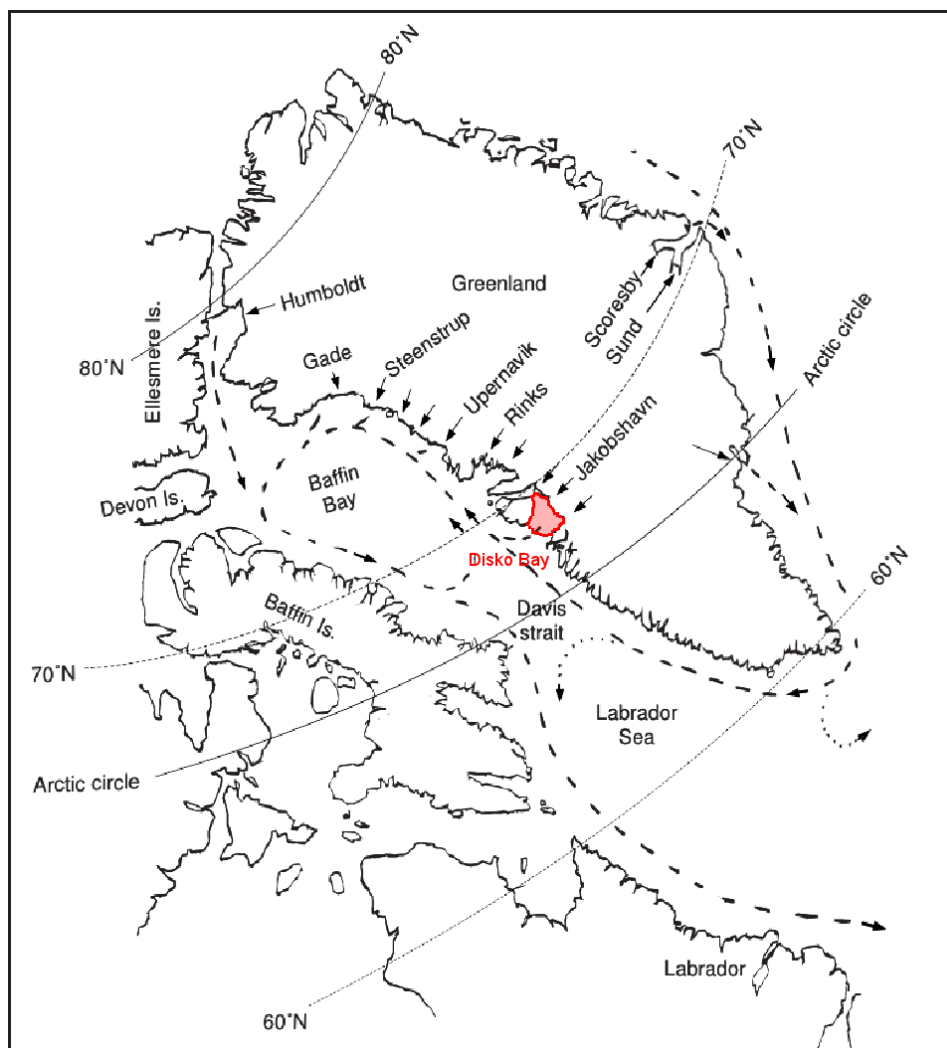 80°N
70°N
Humboldt
Greenland
Scoresby
Sund
Arctic circle
Ellesmere Is.
80°N
Gade
Steenstrup
Upernavik
Rinks
Jakobshavn
Baffin
Bay
Devon Is.
Disko Bay
60°N
Baffin Is.
Davis
strait
70°N
Labrador
Sea
Arctic circle
Labrador
60°N